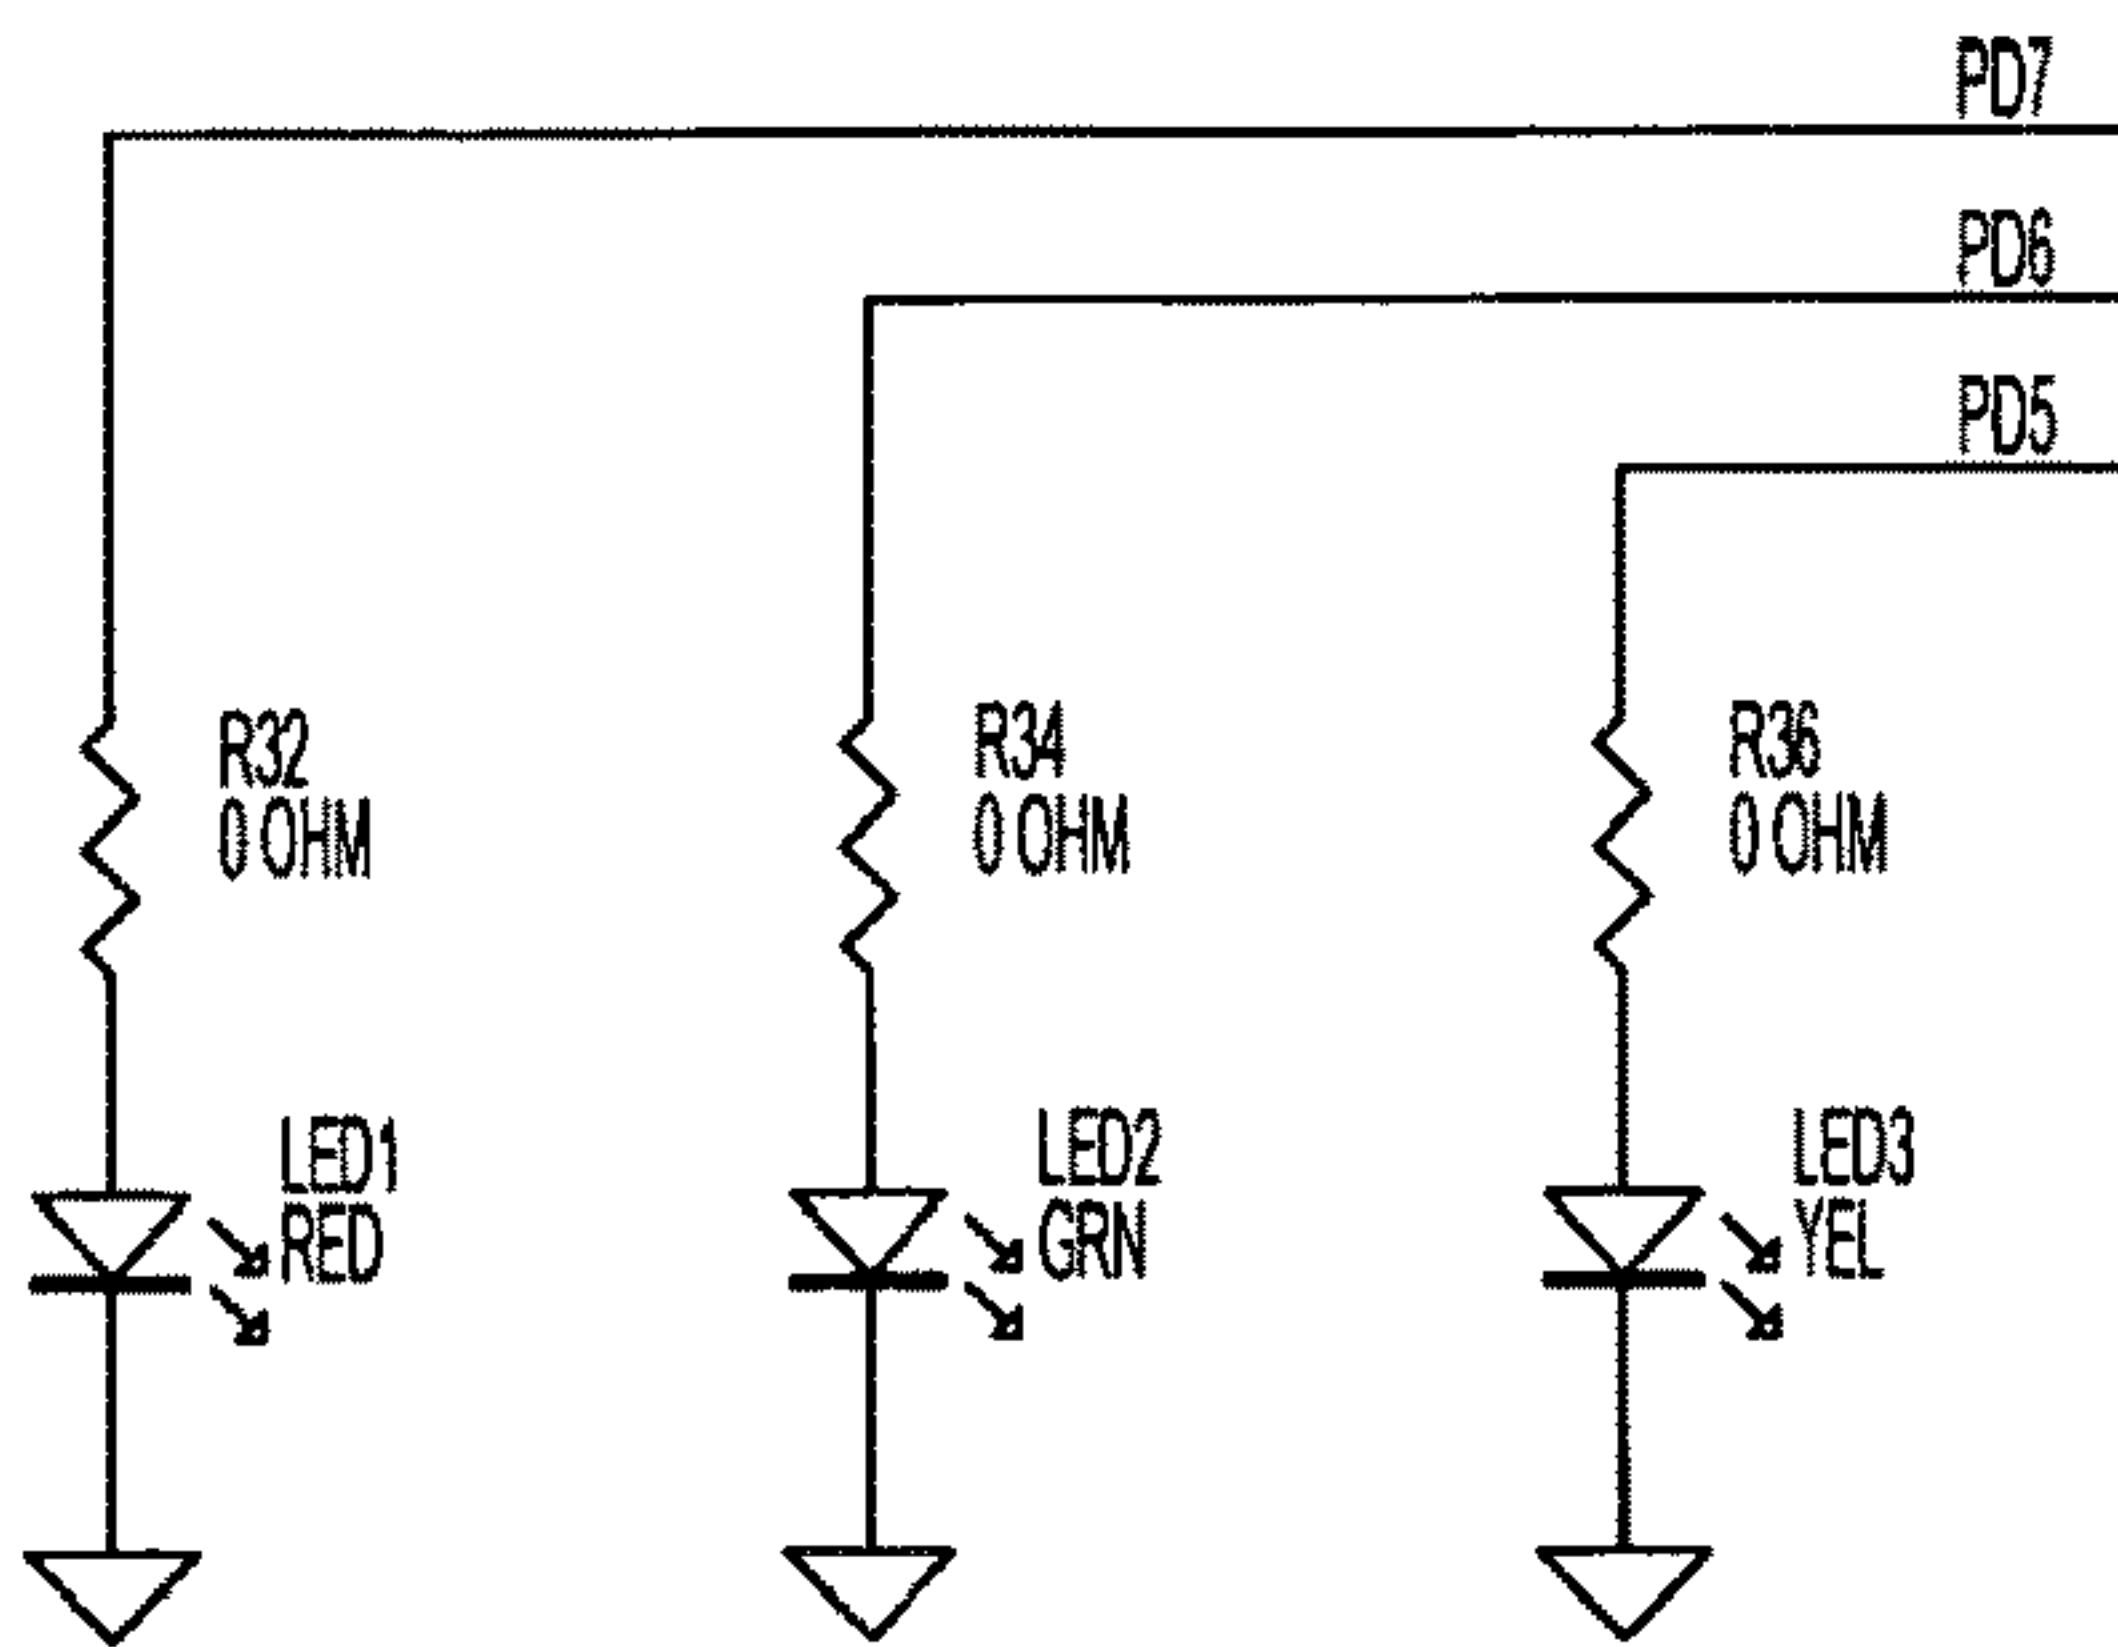 PD7
PD6
PD5
R32
0 OHM
R34
0 OHM
R36
0 OHM
LED1
RED
LED2
GRN
LED3
YEL